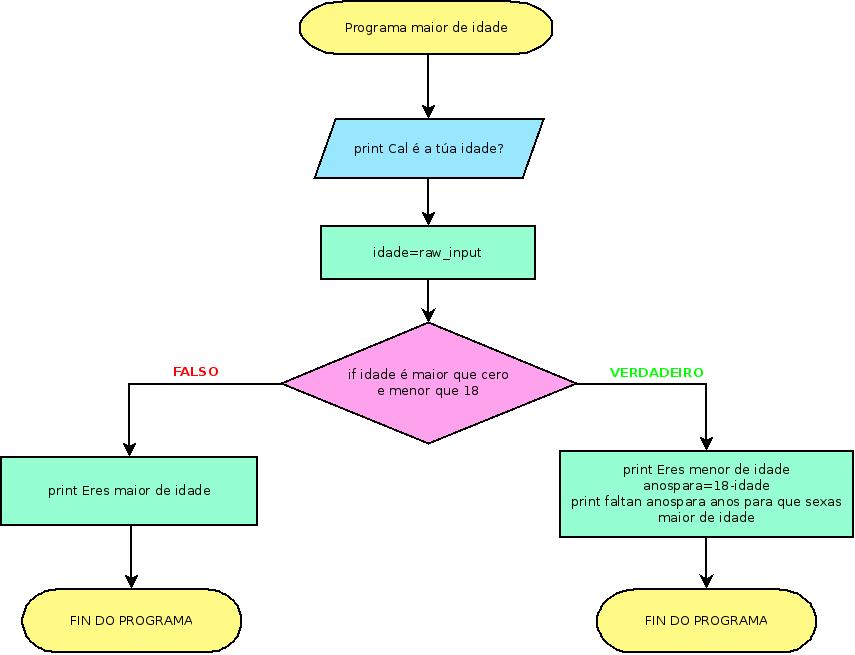 Programa maior de idade
print Cal é a túa idade?
idade=raw_input
if idade é maior que cero
e menor que 18
FALSO
VERDADEIRO
print Eres maior de idade
print Eres menor de idade
anospara=18-idade
print faltan anospara anos para que sexas
maior de idade
FIN DO PROGRAMA
FIN DO PROGRAMA